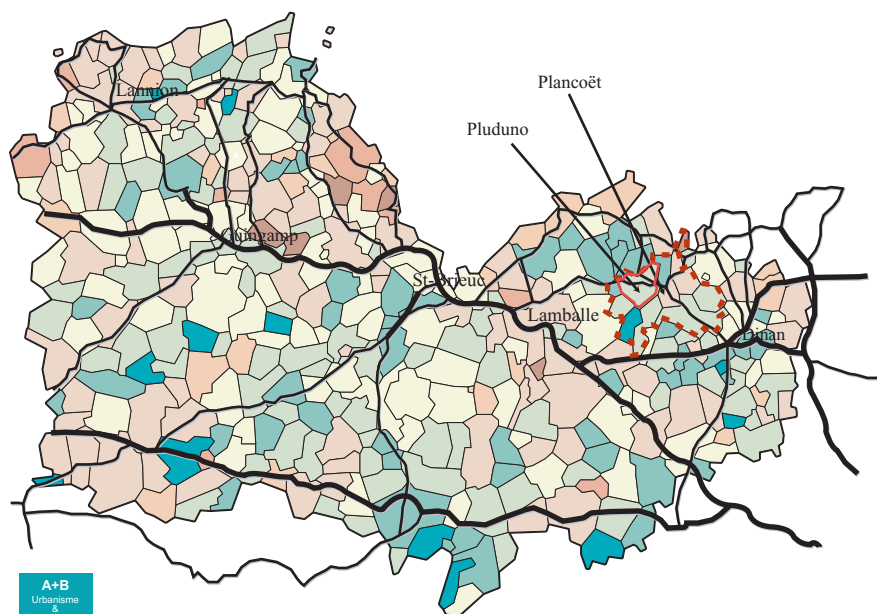 Plancoët
Lannion
Pluduno
Guingamp
St-Brieuc
Lamballe
Dinan
A+B
Urbanisme
&